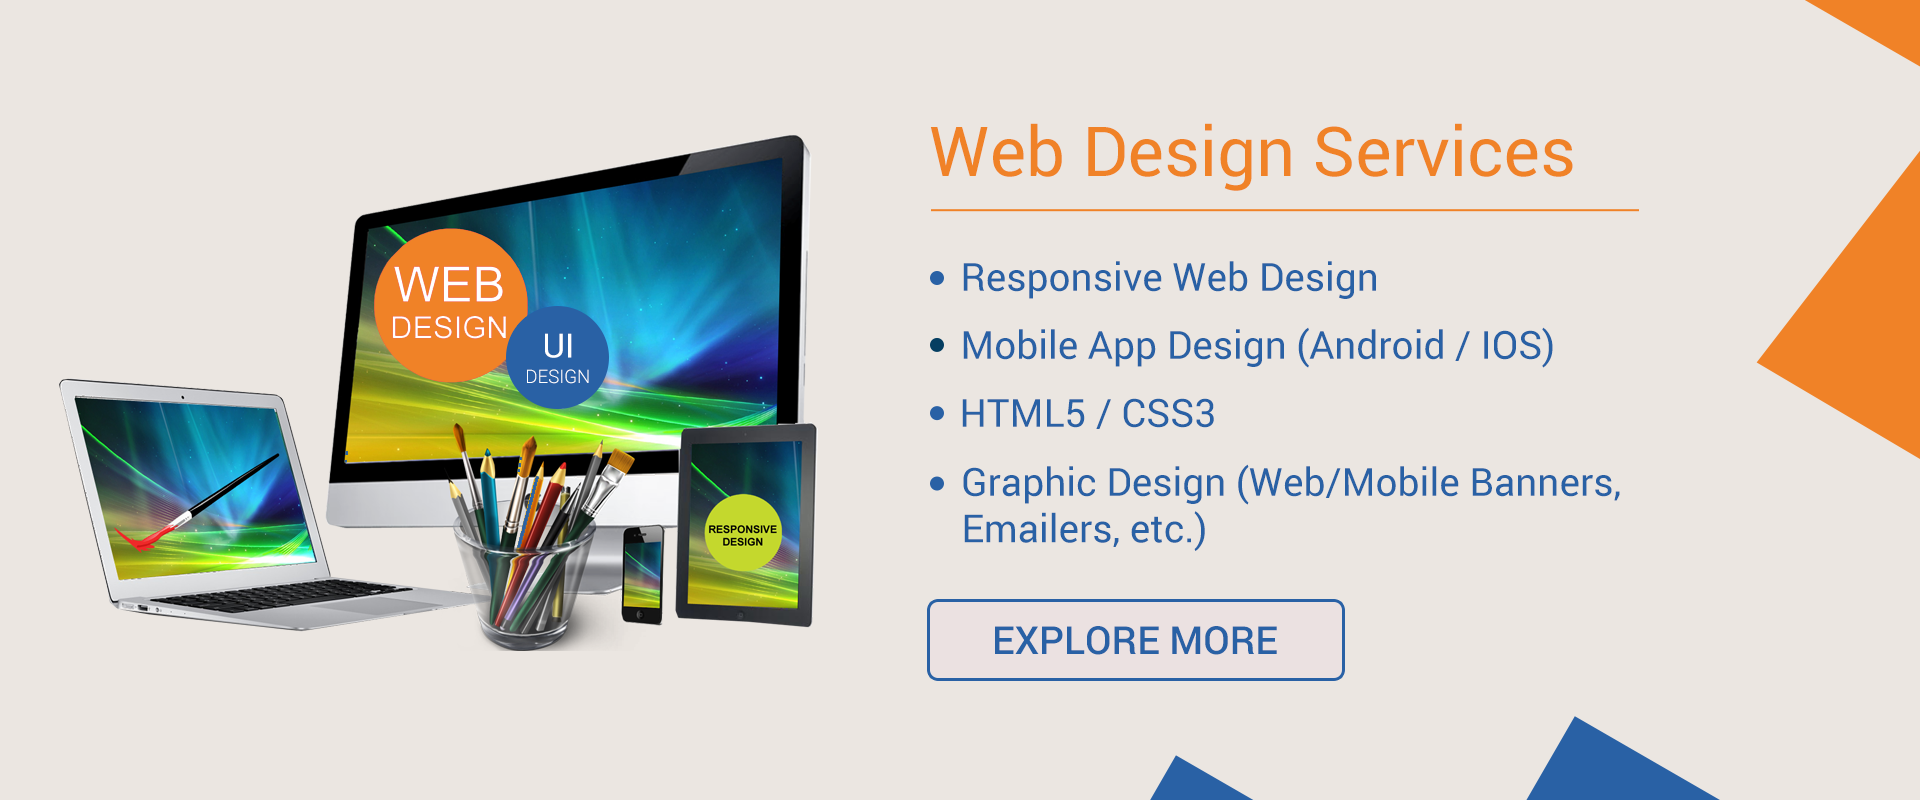 Web Design Services
WEB
DESIGN
UI
DESIGN
RESPONSIVE
DESIGN
• Responsive Web Design
• Mobile App Design (Android / IOS)
• HTML5 / CSS3
• Graphic Design (Web/Mobile Banners,
Emailers, etc.)
EXPLORE MORE